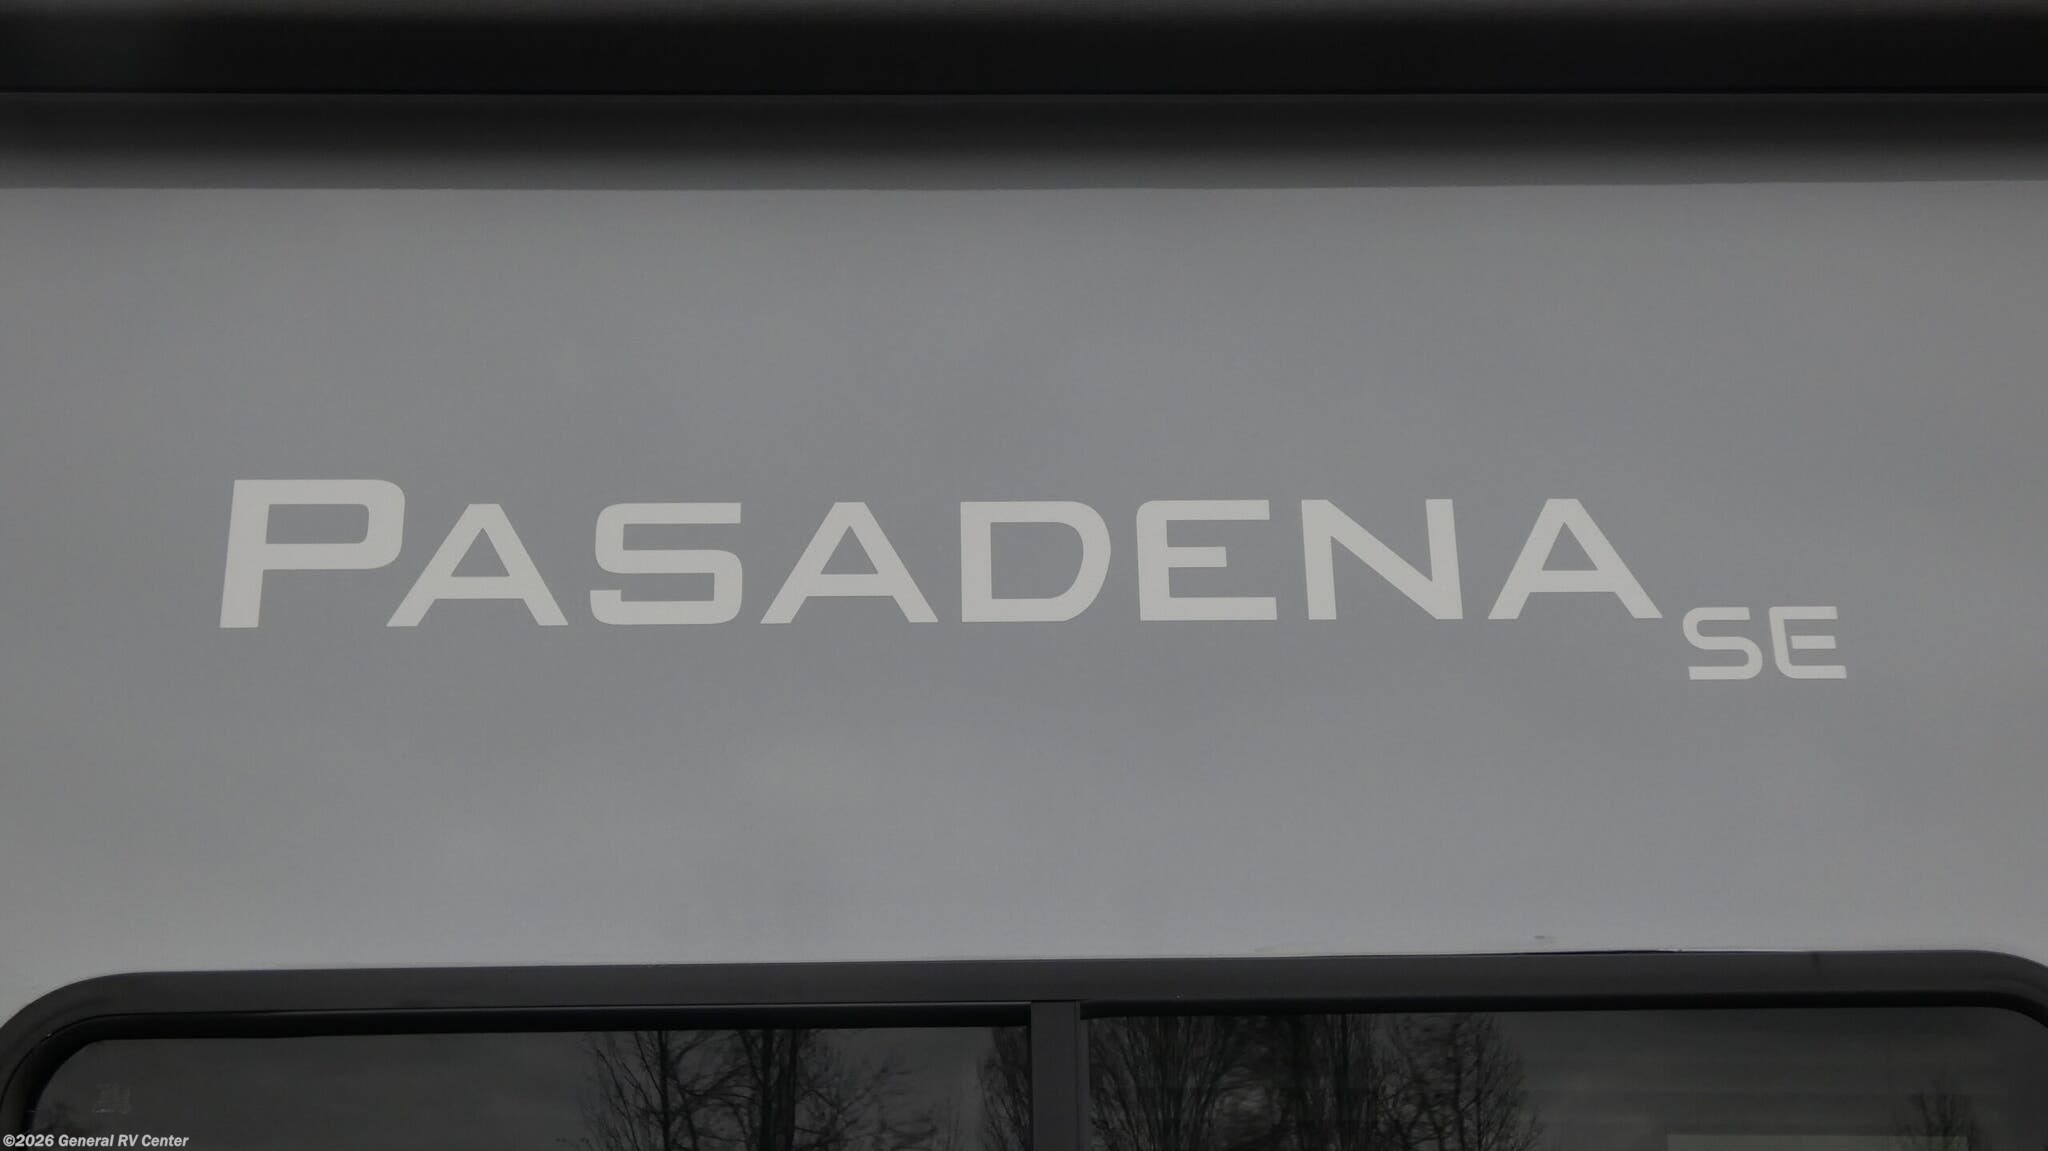 PASADENA SE
©2026 General RV Center